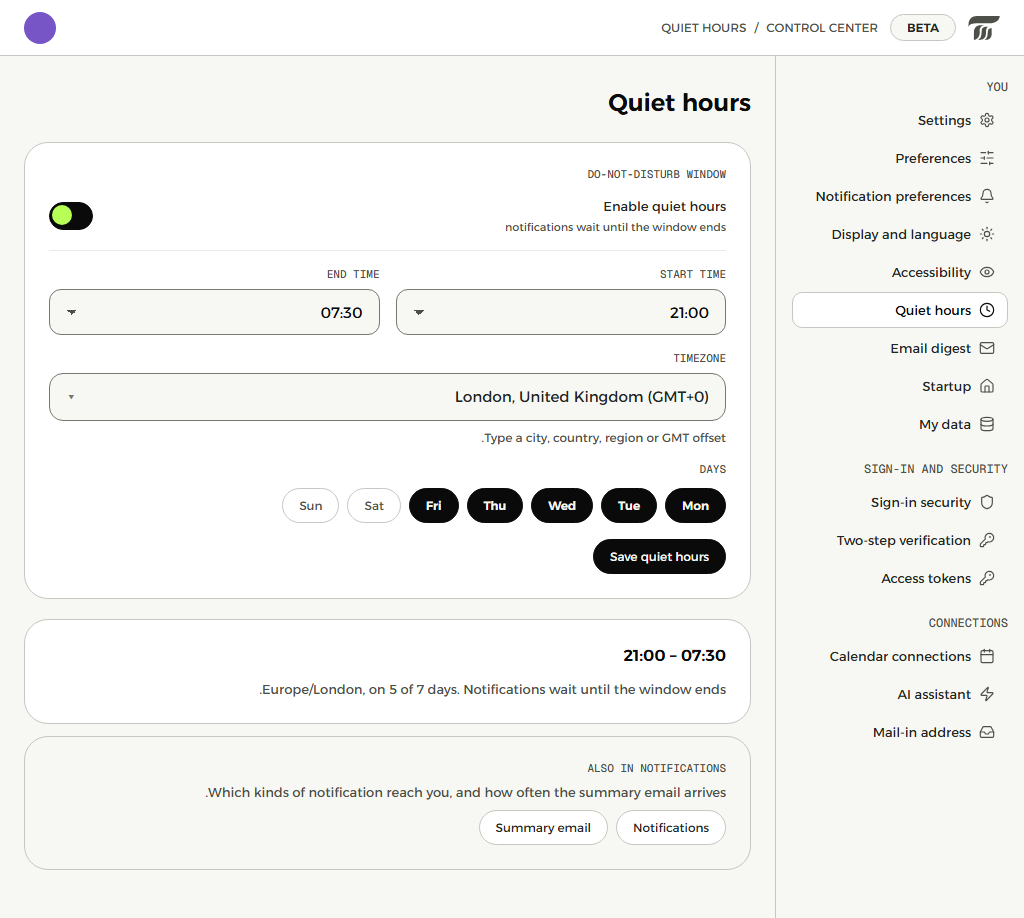 QUIET HOURS / CONTROL CENTER
BETA
YOU
Settings
Preferences
Notification preferences
Display and language
Accessibility
Quiet hours
Email digest
Startup
My data
SIGN-IN AND SECURITY
Sign-in security
Two-step verification
Access tokens
CONNECTIONS
Calendar connections
AI assistant
Mail-in address
Quiet hours
DO-NOT-DISTURB WINDOW
Enable quiet hours
notifications wait until the window ends
START TIME
21:00
END TIME
07:30
TIMEZONE
London, United Kingdom (GMT+0)
.Type a city, country, region or GMT offset
DAYS
Mon
Tue
Wed
Thu
Fri
Sat
Sun
Save quiet hours
21:00 – 07:30
.Europe/London, on 5 of 7 days. Notifications wait until the window ends
ALSO IN NOTIFICATIONS
.Which kinds of notification reach you, and how often the summary email arrives
Notifications
Summary email